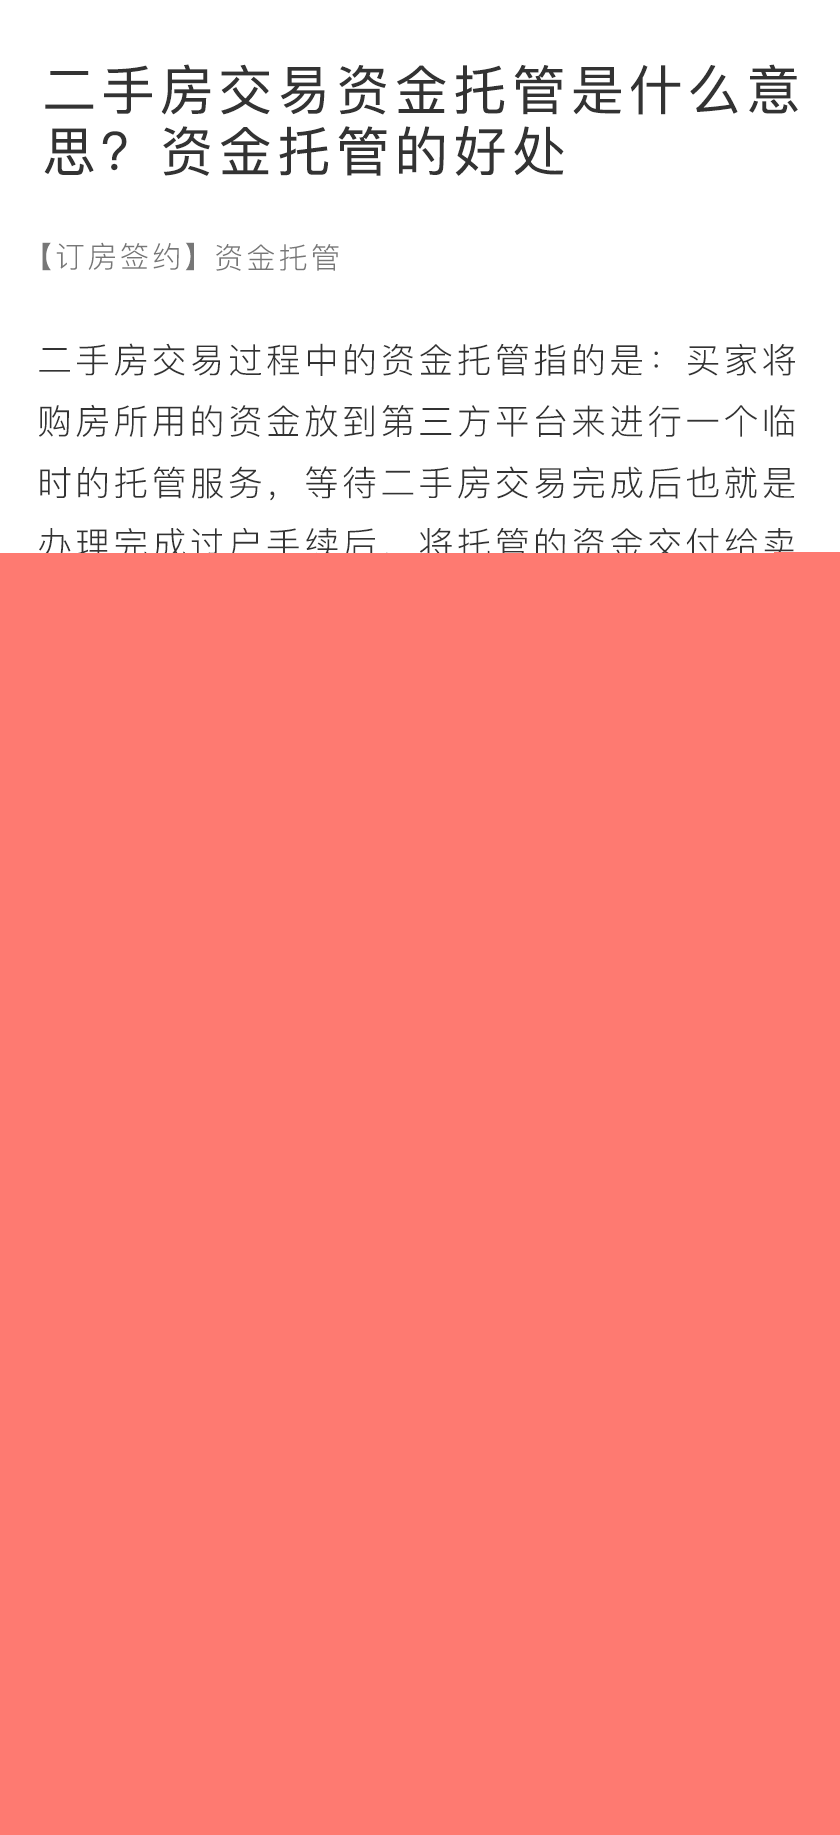 二手房交易资金托管是什么意
思？资金托管的好处
【订房签约】资金托管
二手房交易过程中的资金托管指的是：买家将
购房所用的资金放到第三方平台来进行一个临
时的托管服务，等待二手房交易完成后也就是
办理完成过户手续后，将托管的资金交付给卖